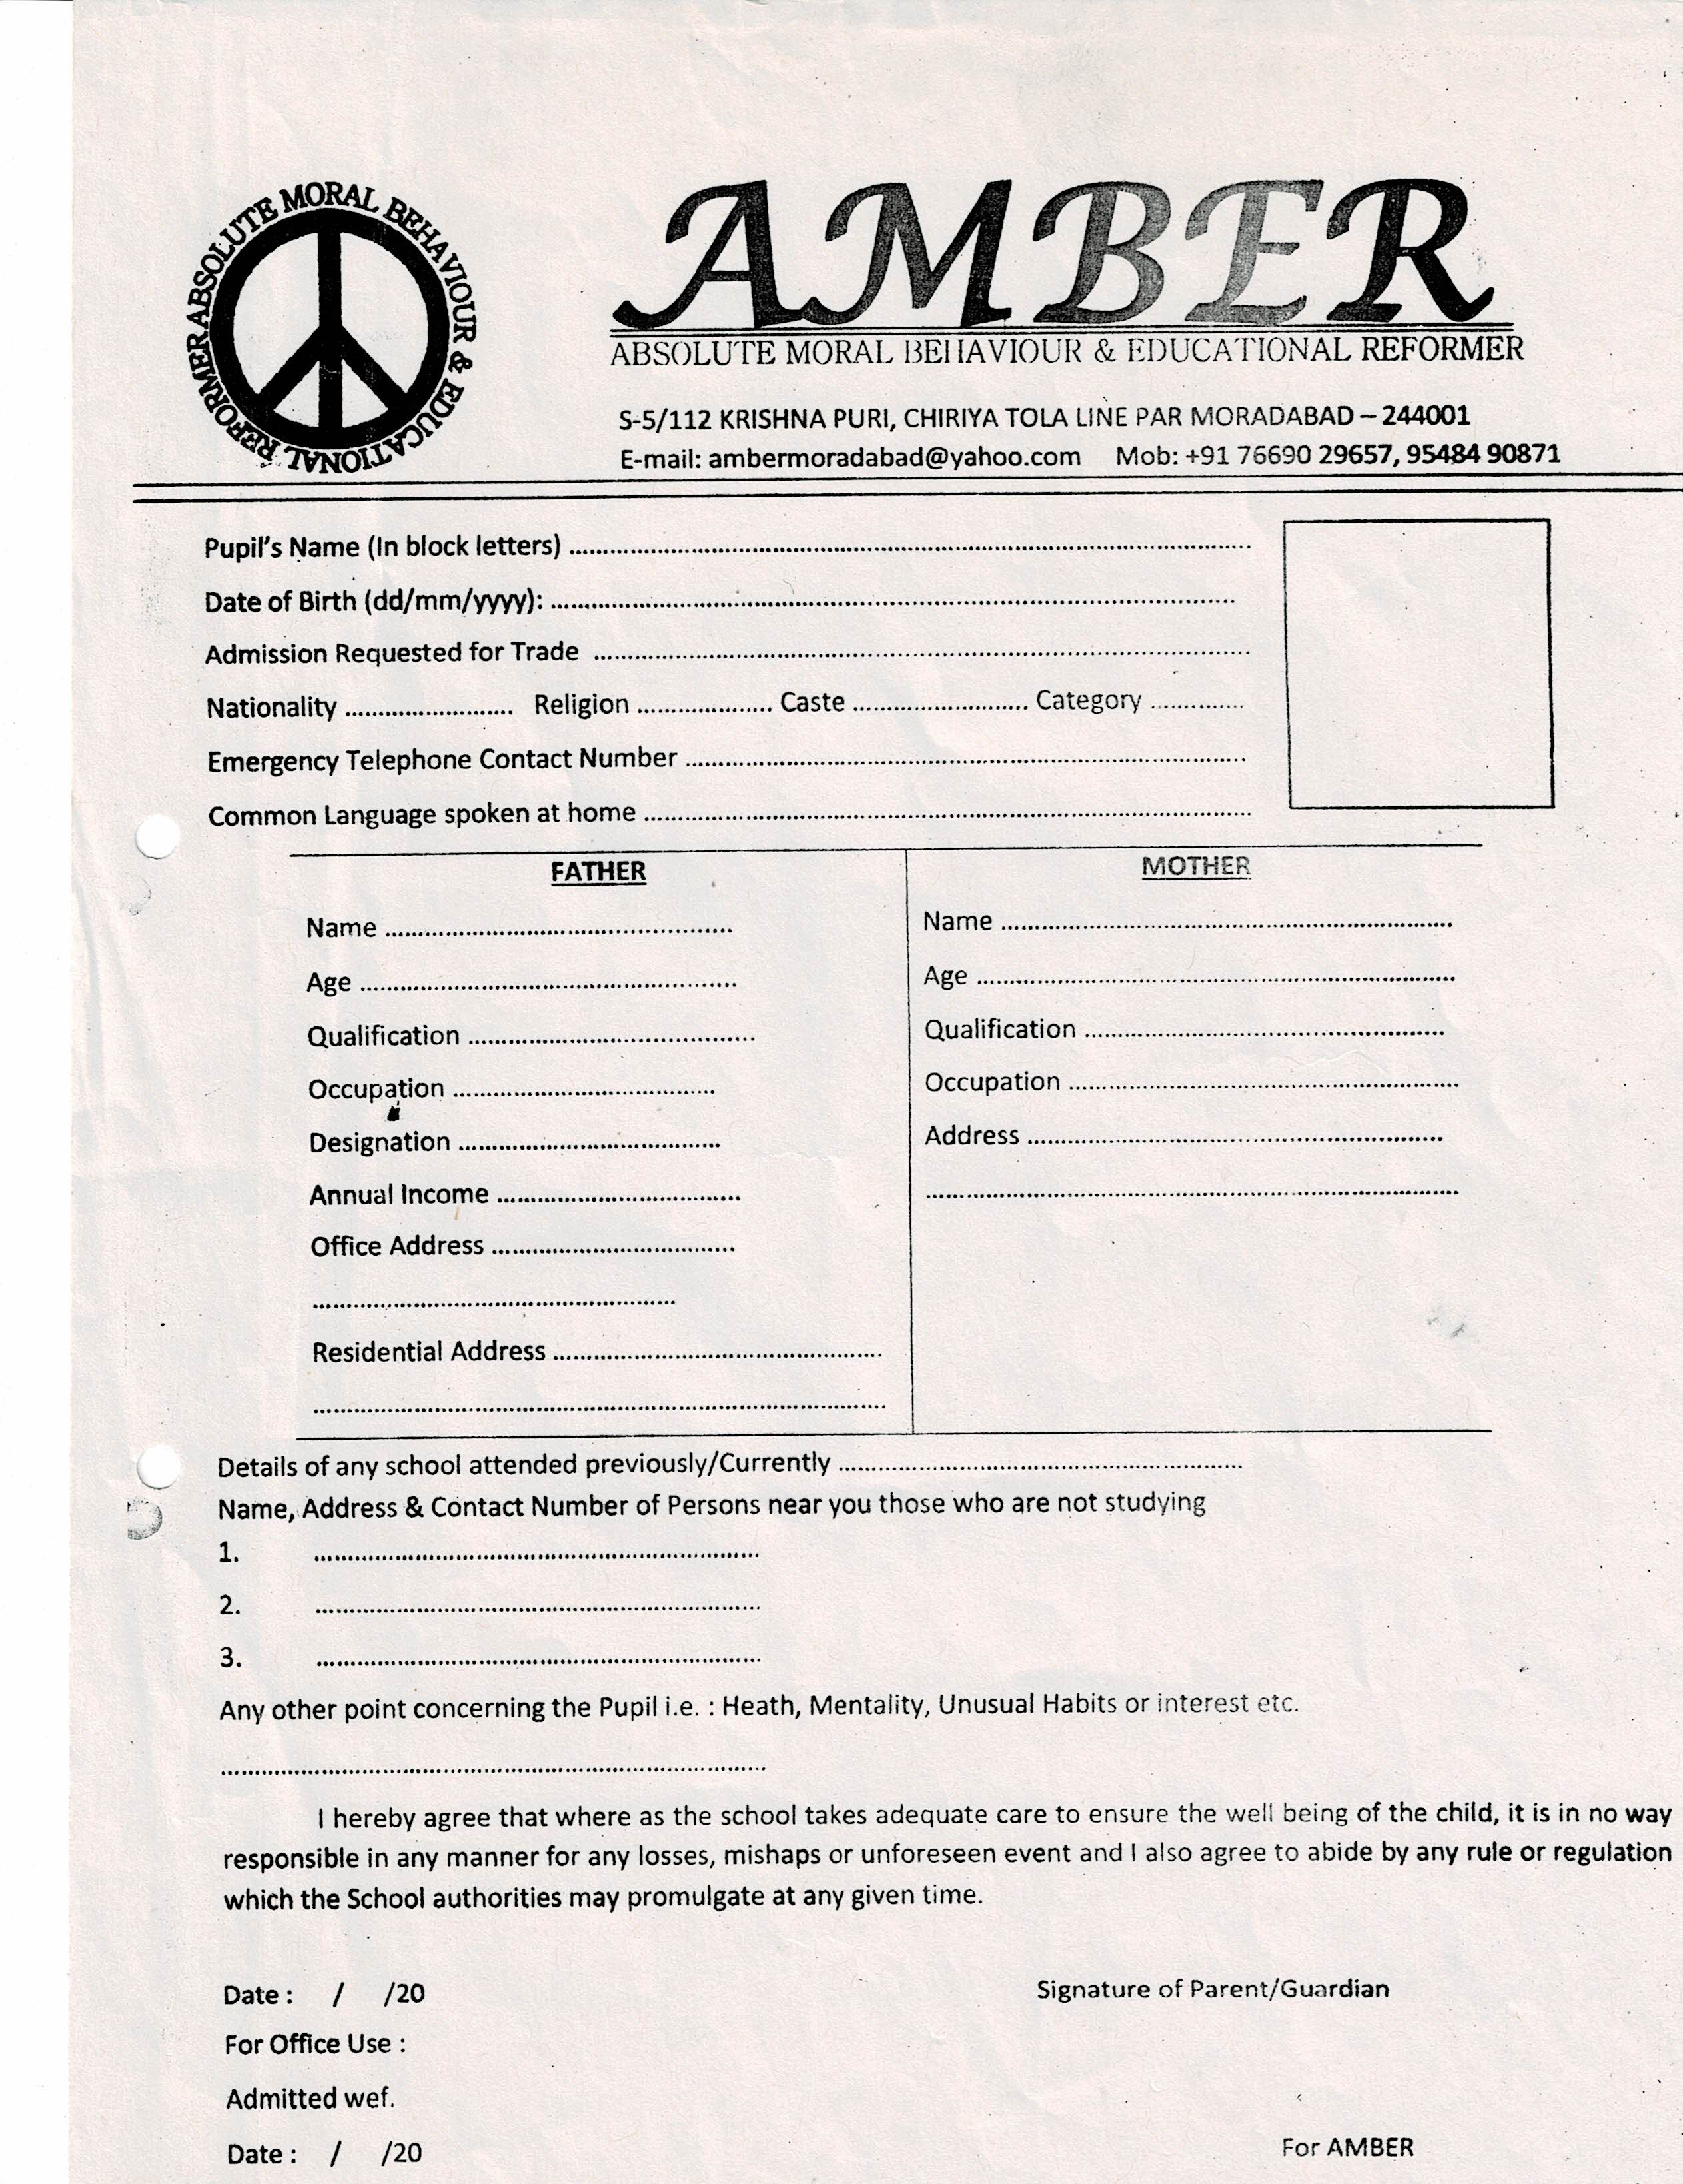 ABSOLUTE MORAL BEHAVIOUR & EDUCATIONAL REFORMER
AMBER
ABSOLUTE MORAL BEHAVIOUR & EDUCATIONAL REFORMER
S-5/112 KRISHNA PURI, CHIRIYA TOLA LINE PAR MORADABAD – 244001
E-mail: ambermoradabad@yahoo.com Mob: +91 76690 29657, 95484 90871
Pupil's Name (In block letters) ....................
Date of Birth (dd/mm/yyyy): ....................
Admission Requested for Trade ....................
Nationality .................... Religion .................... Caste .................... Category ....................
Emergency Telephone Contact Number ....................
Common Language spoken at home ....................
FATHER
Name ....................
Age ....................
Qualification ....................
Occupation ....................
Designation ....................
Annual Income ....................
Office Address ....................
....................
Residential Address ....................
....................
MOTHER
Name ....................
Age ....................
Qualification ....................
Occupation ....................
Address ....................
....................
Details of any school attended previously/Currently ....................
Name, Address & Contact Number of Persons near you those who are not studying
1. ....................
2. ....................
3. ....................
Any other point concerning the Pupil i.e. : Heath, Mentality, Unusual Habits or interest etc.
....................
I hereby agree that where as the school takes adequate care to ensure the well being of the child, it is in no way
responsible in any manner for any losses, mishaps or unforeseen event and I also agree to abide by any rule or regulation
which the School authorities may promulgate at any given time.
Date : / /20
Signature of Parent/Guardian
For Office Use :
Admitted wef.
Date : / /20
For AMBER